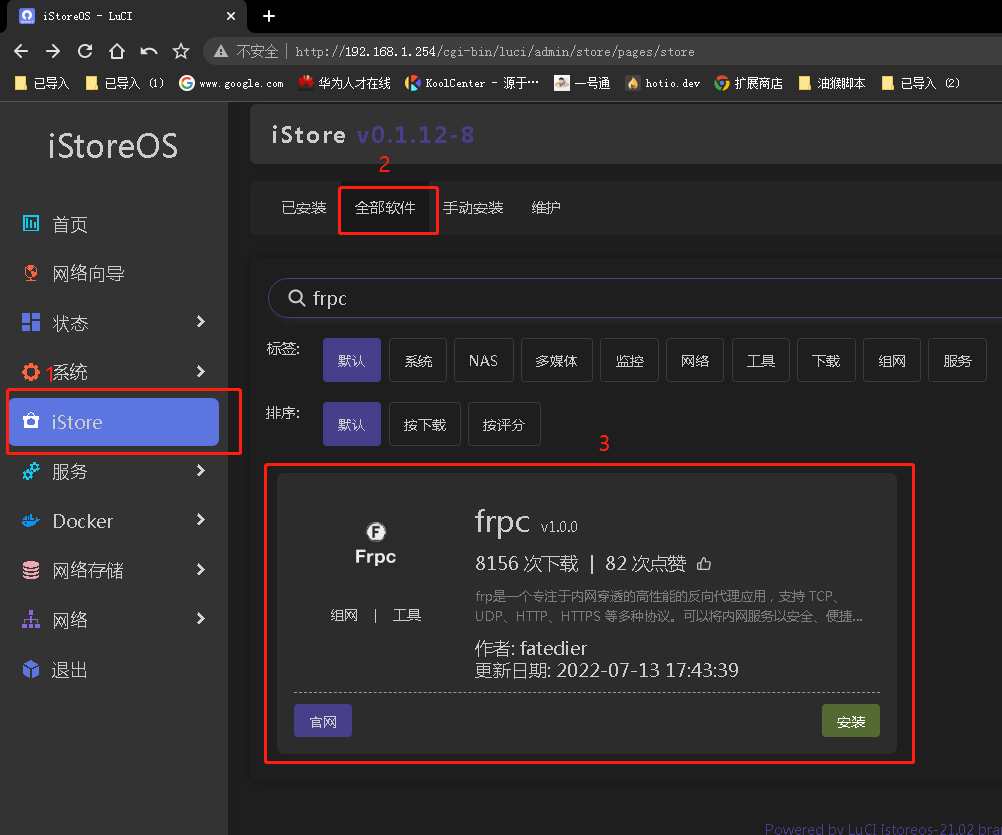 iStoreOS - LuCI
不安全 | http://192.168.1.254/cgi-bin/luci/admin/store/pages/store
已导入 已导入 (1) www.google.com 华为人才在线 KoolCenter - 源于… 一号通 hotio.dev 扩展商店 油猴脚本 已导入 (2)
iStoreOS
首页
网络向导
状态
1系统
iStore
服务
Docker
网络存储
网络
退出
iStore v0.1.12-8
2
已安装 全部软件 手动安装 维护
frpc
标签: 默认 系统 NAS 多媒体 监控 网络 工具 下载 组网 服务
排序: 默认 按下载 按评分
3
F
Frpc
组网 | 工具
frpc v1.0.0
8156 次下载 | 82 次点赞
frp是一个专注于内网穿透的高性能的反向代理应用，支持 TCP、
UDP、HTTP、HTTPS 等多种协议。可以将内网服务以安全、便捷...
作者: fatedier
更新日期: 2022-07-13 17:43:39
官网 安装
Powered by LuCI istoreos-21.02 bra